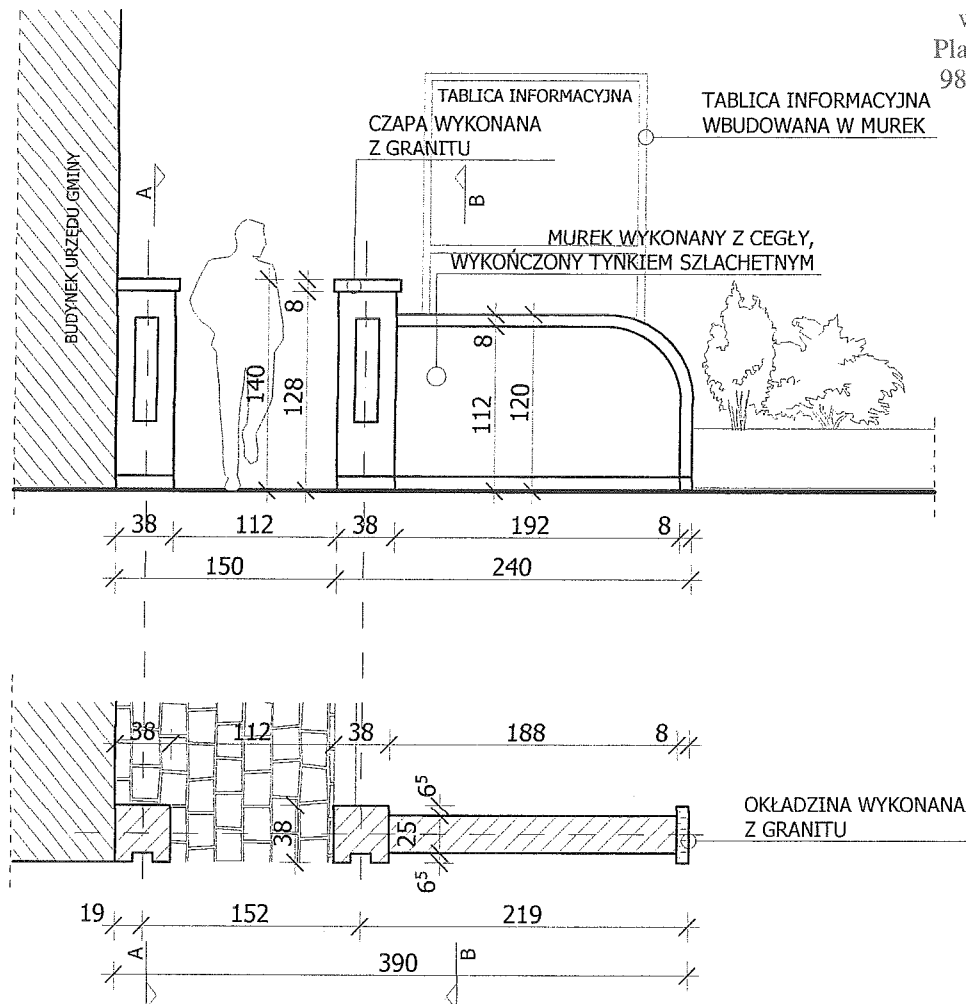 Pla
98
TABLICA INFORMACYJNA
TABLICA INFORMACYJNA
WBUDOWANA W MUREK
CZAPA WYKONANA
Z GRANITU
A
B
BUDYNEK URZĘDU GMINY
MUREK WYKONANY Z CEGŁY,
WYKOŃCZONY TYNKIEM SZLACHETNYM
8
140
128
8
112
120
38 112 38 192 8
150 240
38 112 38 188 8
6⁵
38
25
6⁵
OKŁADZINA WYKONANA
Z GRANITU
19 152 219
A
B
390